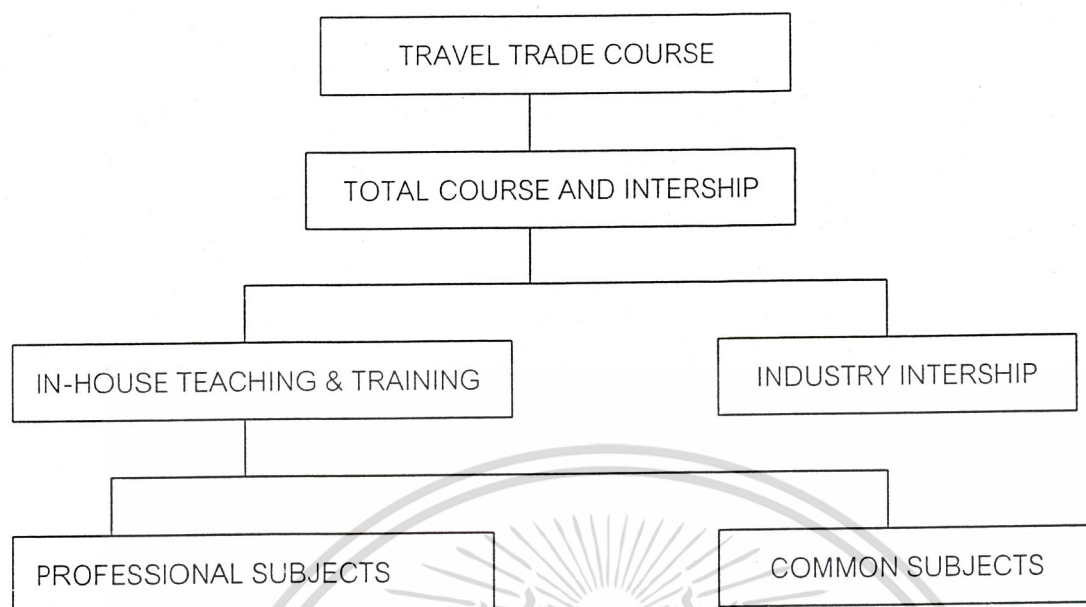 TRAVEL TRADE COURSE
TOTAL COURSE AND INTERSHIP
IN-HOUSE TEACHING & TRAINING
INDUSTRY INTERSHIP
PROFESSIONAL SUBJECTS
COMMON SUBJECTS